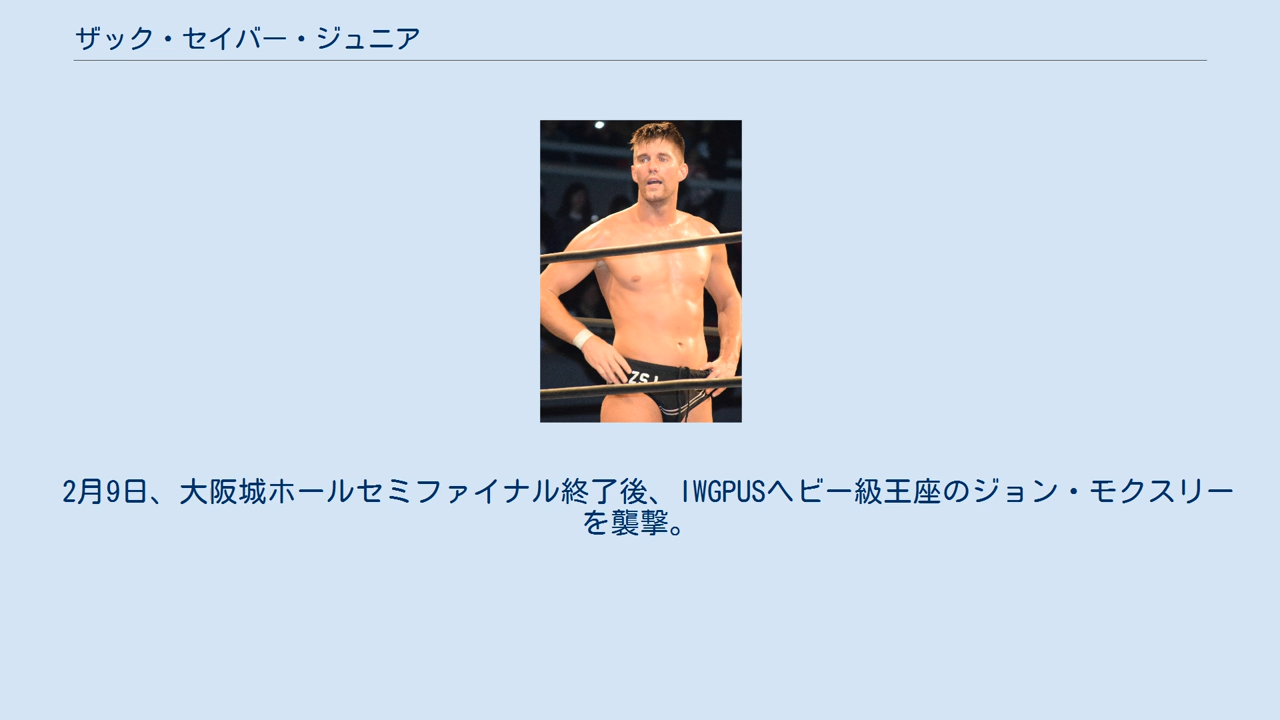 ザック・セイバー・ジュニア
ZSJ
2月9日、大阪城ホールセミファイナル終了後、IWGPUSヘビー級王座のジョン・モクスリー
を襲撃。